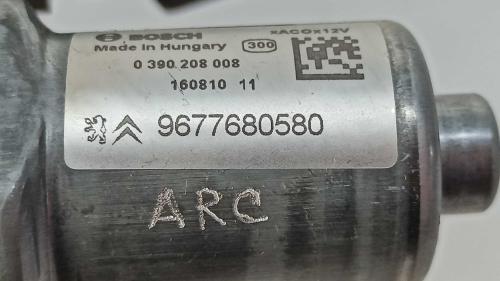 BOSCH xACOx12V
Made in Hungary 300
0 390 208 008
160810 11
9677680580
ARC